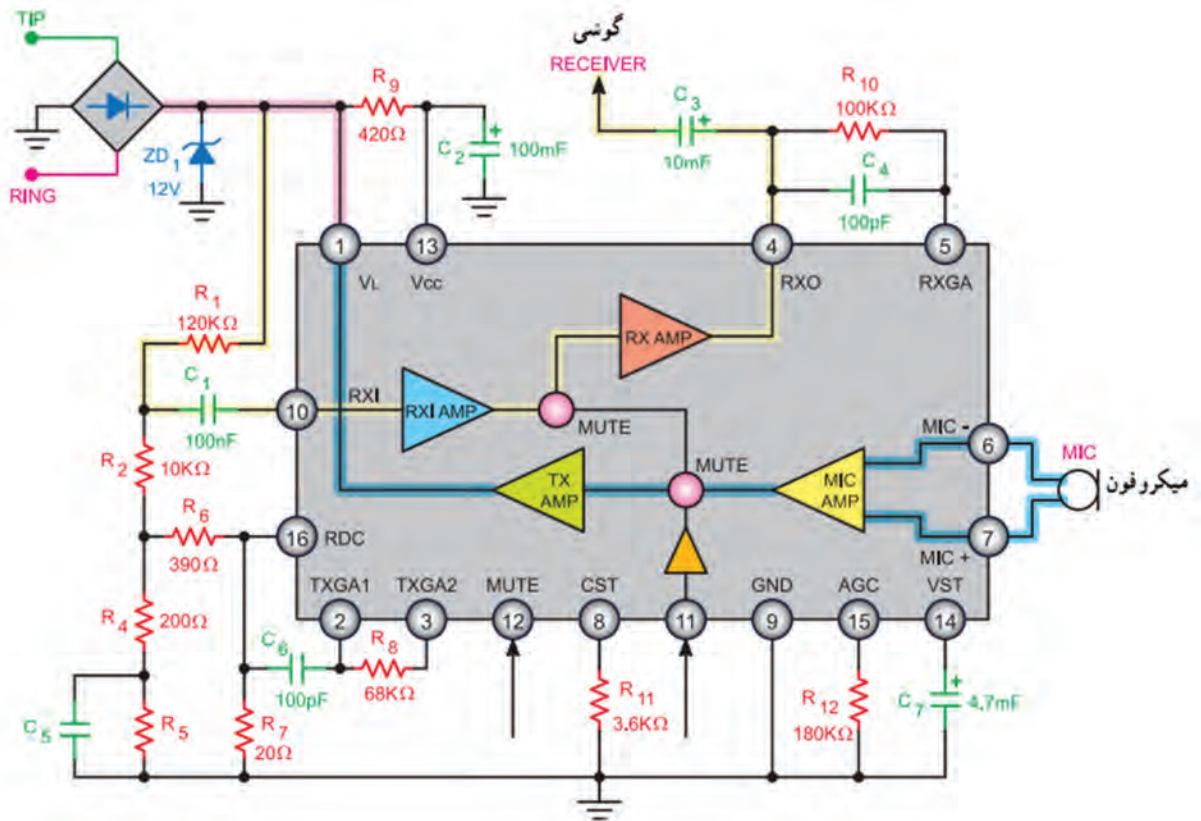 TIP
RING
ZD1
12V
R9
420Ω
C2
100mF
گوشی
RECEIVER
C3
10mF
R10
100KΩ
C4
100pF
1
13
4
5
VL
Vcc
RXO
RXGA
R1
120KΩ
C1
100nF
10
RXI
RXI AMP
MUTE
RX AMP
R2
10KΩ
TX AMP
MUTE
MIC AMP
MIC -
6
MIC
میکروفون
7
MIC +
R6
390Ω
16
RDC
TXGA1
TXGA2
MUTE
CST
GND
AGC
VST
2
3
12
8
11
9
15
14
R4
200Ω
C6
100pF
R8
68KΩ
C5
R5
R7
20Ω
R11
3.6KΩ
R12
180KΩ
C7
4.7mF